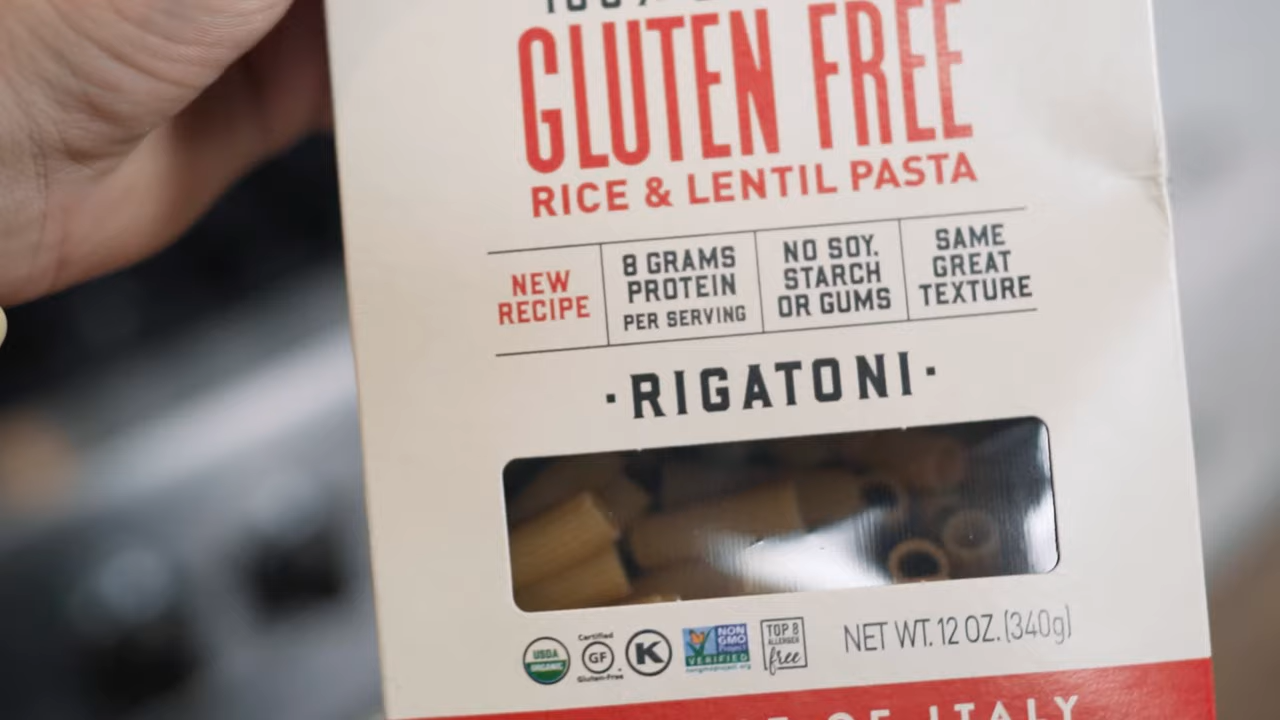 GLUTEN FREE
RICE & LENTIL PASTA
NEW
RECIPE
8 GRAMS
PROTEIN
PER SERVING
NO SOY,
STARCH
OR GUMS
SAME
GREAT
TEXTURE
·RIGATONI·
USDA
ORGANIC
Certified
GF
Gluten-Free
K
NON
GMO
Project
VERIFIED
nongmoproject.org
TOP 8
ALLERGEN
free
NET WT. 12 OZ. (340g)
OF ITALY